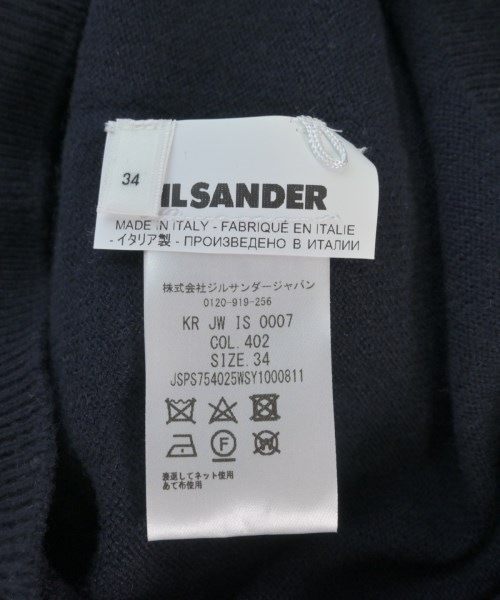 34
IL SANDER
MADE IN ITALY - FABRIQUÉ EN ITALIE
- イタリア製 - ПРОИЗВЕДЕНО В ИТАЛИИ
株式会社ジルサンダージャパン
0120-919-256
KR JW IS 0007
COL. 402
SIZE. 34
JSPS754025WSY1000811
F
W
裏返してネット使用
あて布使用